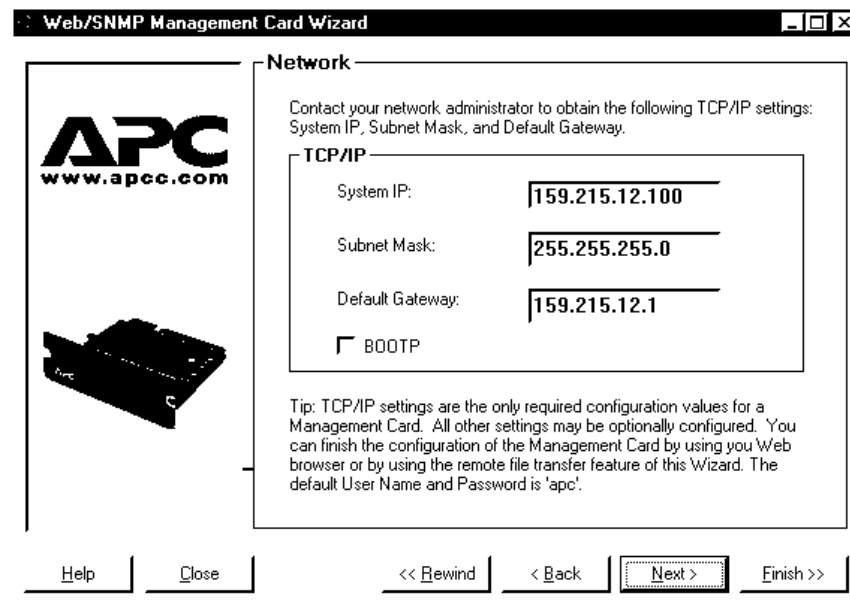 Web/SNMP Management Card Wizard
Network
APC
www.apcc.com
Contact your network administrator to obtain the following TCP/IP settings:
System IP, Subnet Mask, and Default Gateway.
TCP/IP
System IP: 159.215.12.100
Subnet Mask: 255.255.255.0
Default Gateway: 159.215.12.1
BOOTP
Tip: TCP/IP settings are the only required configuration values for a
Management Card. All other settings may be optionally configured. You
can finish the configuration of the Management Card by using you Web
browser or by using the remote file transfer feature of this Wizard. The
default User Name and Password is 'apc'.
Help Close << Rewind < Back Next > Finish >>